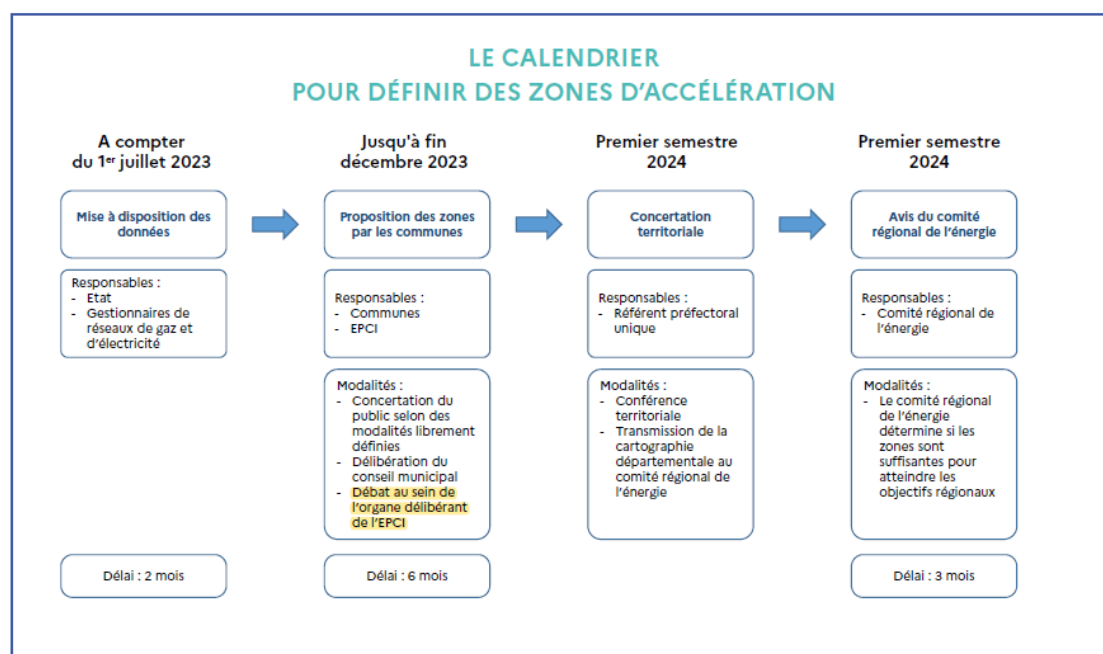 LE CALENDRIER
POUR DÉFINIR DES ZONES D'ACCÉLÉRATION
A compter
du 1er juillet 2023
Jusqu'à fin
décembre 2023
Premier semestre
2024
Premier semestre
2024
Mise à disposition des
données
Proposition des zones
par les communes
Concertation
territoriale
Avis du comité
régional de l'énergie
Responsables :
- Etat
- Gestionnaires de
réseaux de gaz et
d'électricité
Responsables :
- Communes
- EPCI
Responsables :
- Référent préfectoral
unique
Responsables :
- Comité régional de
l'énergie
Modalités :
- Concertation du
public selon des
modalités librement
définies
- Délibération du
conseil municipal
- Débat au sein de
l'organe délibérant
de l'EPCI
Modalités :
- Conférence
territoriale
- Transmission de la
cartographie
départementale au
comité régional de
l'énergie
Modalités :
- Le comité régional
de l'énergie
détermine si les
zones sont
suffisantes pour
atteindre les
objectifs régionaux
Délai : 2 mois
Délai : 6 mois
Délai : 3 mois